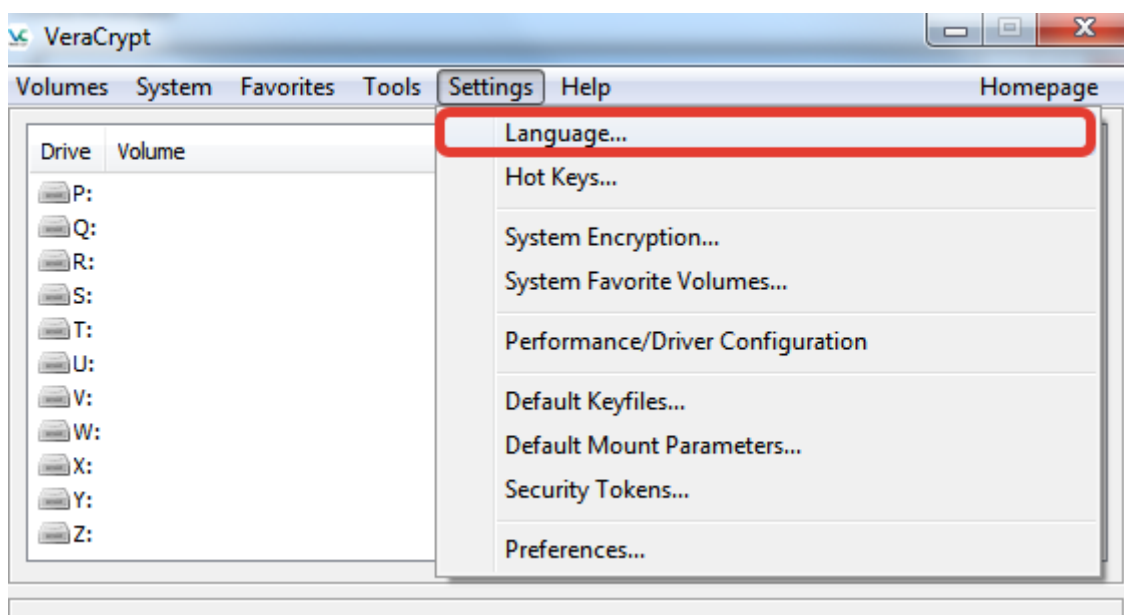 VeraCrypt
Volumes System Favorites Tools Settings Help Homepage
Drive Volume
P:
Q:
R:
S:
T:
U:
V:
W:
X:
Y:
Z:
Language...
Hot Keys...
System Encryption...
System Favorite Volumes...
Performance/Driver Configuration
Default Keyfiles...
Default Mount Parameters...
Security Tokens...
Preferences...